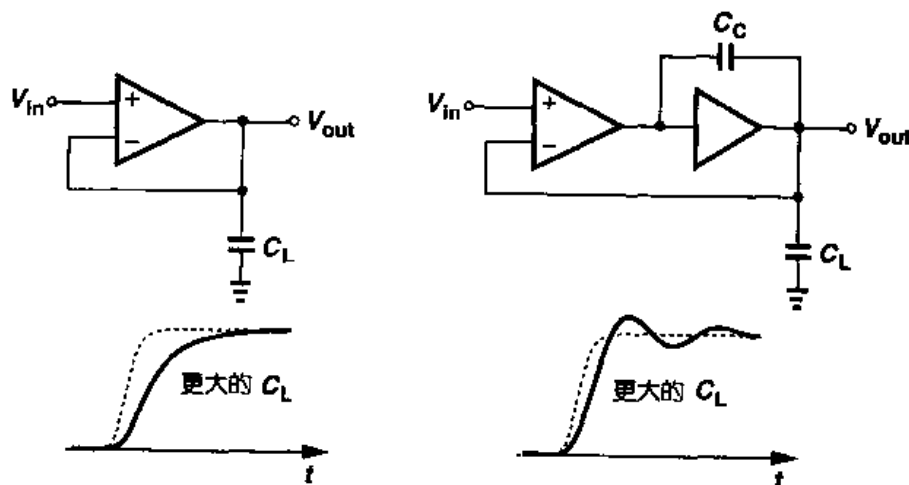 C_C
V_in
+
−
V_out
C_L
V_in
+
−
V_out
C_L
更大的 C_L
t
更大的 C_L
t